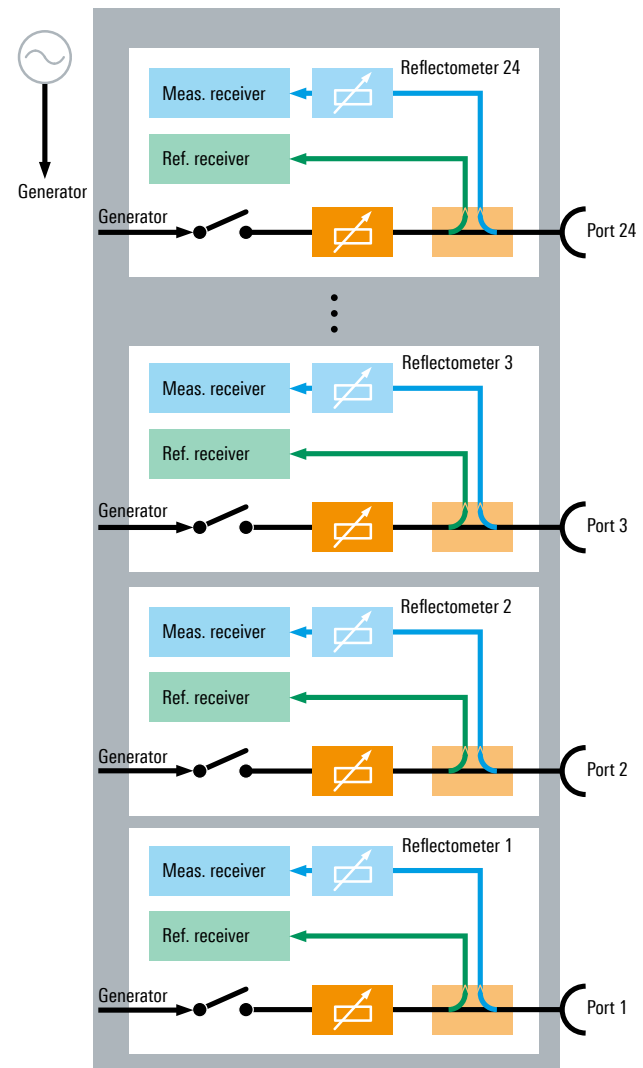 Generator
Reflectometer 24
Meas. receiver
Ref. receiver
Generator
Port 24
Reflectometer 3
Meas. receiver
Ref. receiver
Generator
Port 3
Reflectometer 2
Meas. receiver
Ref. receiver
Generator
Port 2
Reflectometer 1
Meas. receiver
Ref. receiver
Generator
Port 1